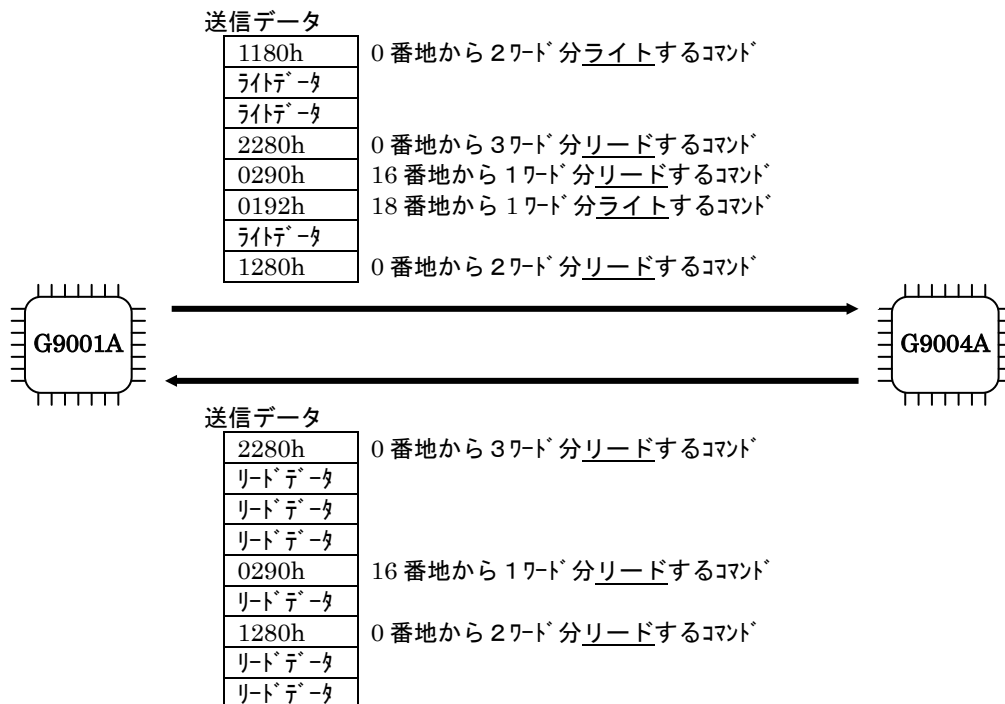 送信データ
1180h 0 番地から２ﾜｰﾄﾞ分ライトするｺﾏﾝﾄﾞ
ﾗｲﾄﾃﾞｰﾀ
ﾗｲﾄﾃﾞｰﾀ
2280h 0 番地から３ﾜｰﾄﾞ分リードするｺﾏﾝﾄﾞ
0290h 16 番地から１ﾜｰﾄﾞ分リードするｺﾏﾝﾄﾞ
0192h 18 番地から 1 ﾜｰﾄﾞ分ライトするｺﾏﾝﾄﾞ
ﾗｲﾄﾃﾞｰﾀ
1280h 0 番地から２ﾜｰﾄﾞ分リードするｺﾏﾝﾄﾞ
G9001A
G9004A
送信データ
2280h 0 番地から３ﾜｰﾄﾞ分リードするｺﾏﾝﾄﾞ
ﾘｰﾄﾞﾃﾞｰﾀ
ﾘｰﾄﾞﾃﾞｰﾀ
ﾘｰﾄﾞﾃﾞｰﾀ
0290h 16 番地から１ﾜｰﾄﾞ分リードするｺﾏﾝﾄﾞ
ﾘｰﾄﾞﾃﾞｰﾀ
1280h 0 番地から２ﾜｰﾄﾞ分リードするｺﾏﾝﾄﾞ
ﾘｰﾄﾞﾃﾞｰﾀ
ﾘｰﾄﾞﾃﾞｰﾀ